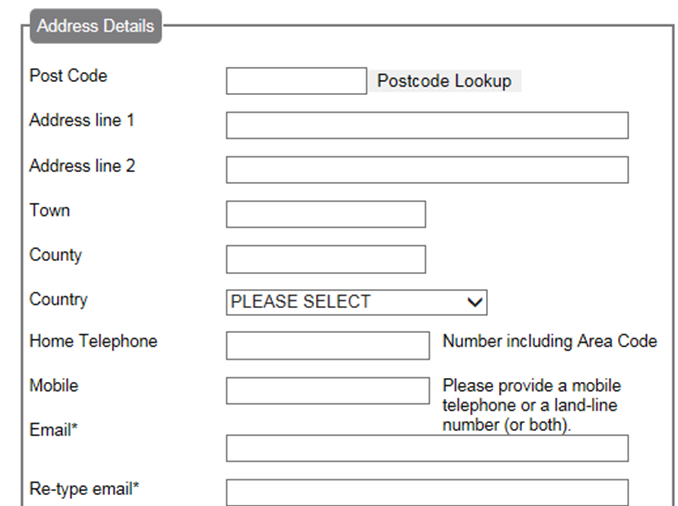 Address Details
Post Code
Postcode Lookup
Address line 1
Address line 2
Town
County
Country
PLEASE SELECT
Home Telephone
Number including Area Code
Mobile
Please provide a mobile
telephone or a land-line
number (or both).
Email*
Re-type email*